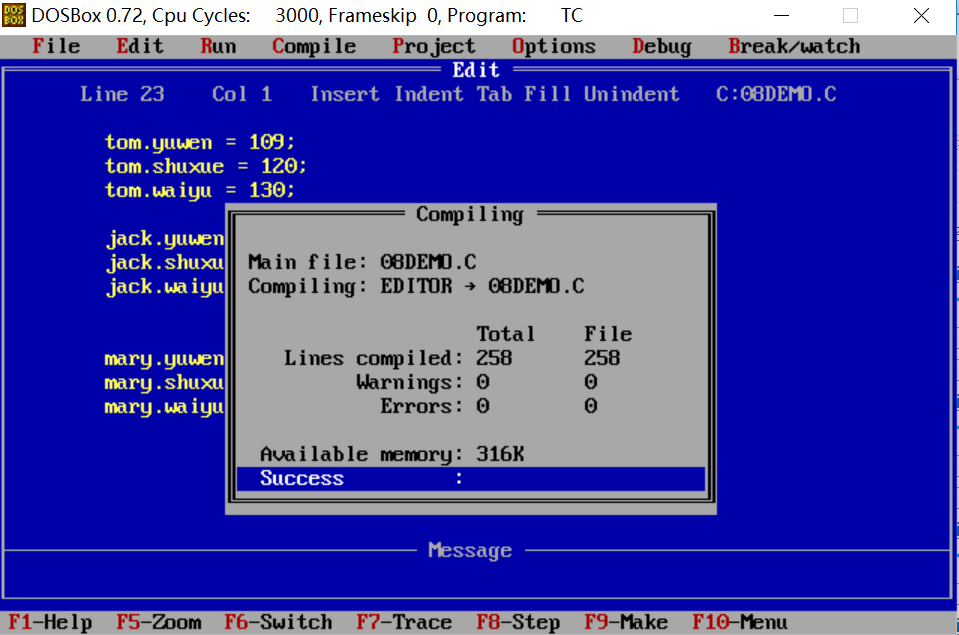 DOS BOX
DOSBox 0.72, Cpu Cycles: 3000, Frameskip 0, Program: TC
File Edit Run Compile Project Options Debug Break/watch
Edit
Line 23 Col 1 Insert Indent Tab Fill Unindent C:08DEMO.C
tom.yuwen = 109;
tom.shuxue = 120;
tom.waiyu = 130;
Compiling
jack.yuwen
jack.shuxu
jack.waiyu
Main file: 08DEMO.C
Compiling: EDITOR → 08DEMO.C
Total File
Lines compiled: 258 258
Warnings: 0 0
Errors: 0 0
mary.yuwen
mary.shuxu
mary.waiyu
Available memory: 316K
Success :
Message
F1-Help F5-Zoom F6-Switch F7-Trace F8-Step F9-Make F10-Menu